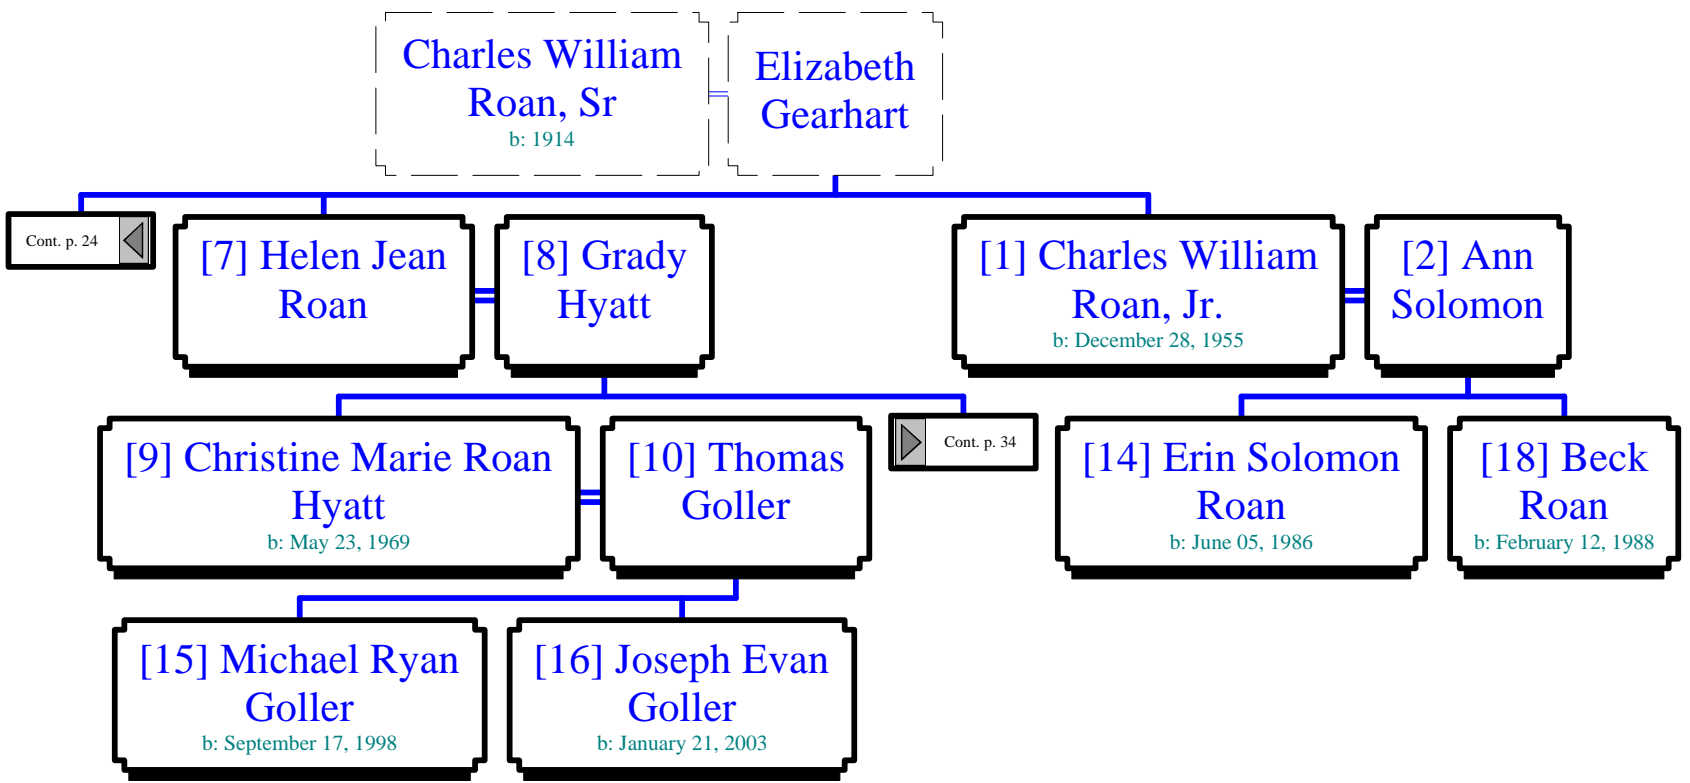 Charles William
Roan, Sr
b: 1914
Elizabeth
Gearhart
Cont. p. 24
[7] Helen Jean
Roan
[8] Grady
Hyatt
[1] Charles William
Roan, Jr.
b: December 28, 1955
[2] Ann
Solomon
[9] Christine Marie Roan
Hyatt
b: May 23, 1969
[10] Thomas
Goller
Cont. p. 34
[14] Erin Solomon
Roan
b: June 05, 1986
[18] Beck
Roan
b: February 12, 1988
[15] Michael Ryan
Goller
b: September 17, 1998
[16] Joseph Evan
Goller
b: January 21, 2003